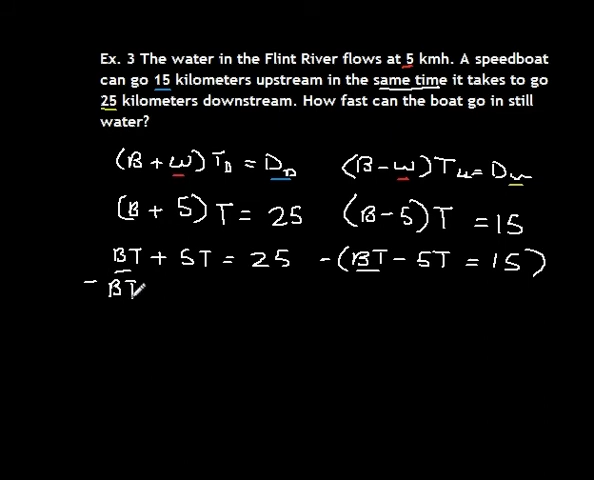 Ex. 3 The water in the Flint River flows at 5 kmh. A speedboat
can go 15 kilometers upstream in the same time it takes to go
25 kilometers downstream. How fast can the boat go in still
water?
(B + w) T_D = D_D (B - w) T_u = D_u
(B + 5) T = 25 (B - 5) T = 15
BT + 5T = 25 - (BT - 5T = 15)
- BT